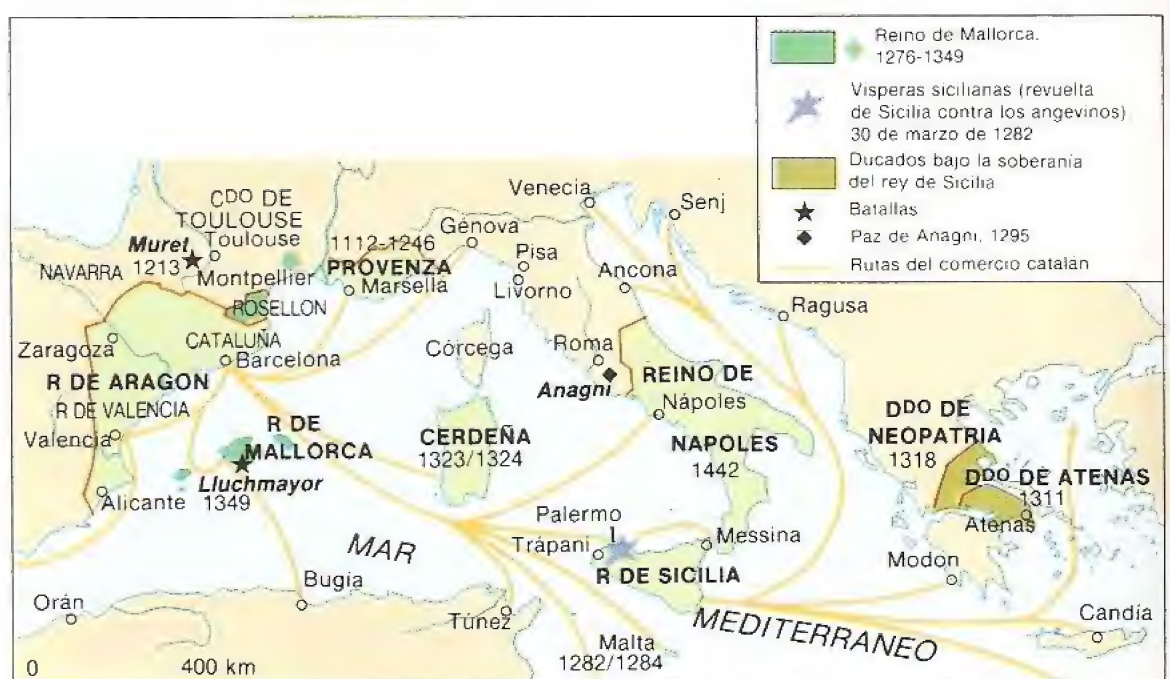 Reino de Mallorca.
1276-1349
Visperas sicilianas (revuelta
de Sicilia contra los angevinos)
30 de marzo de 1282
Ducados bajo la soberania
del rey de Sicilia
Batallas
Paz de Anagni, 1295
Rutas del comercio catalán
CDO DE
TOULOUSE
Toulouse
Muret
1213
NAVARRA
Montpellier
1112-1246
PROVENZA
Marsella
Génova
Venecia
Senj
Pisa
Livorno
Ancona
Ragusa
ROSELLON
Zaragoza
CATALUÑA
Barcelona
R DE ARAGON
R DE VALENCIA
Valencia
Alicante
R DE
MALLORCA
Lluchmayor
1349
Córcega
CERDEÑA
1323/1324
Roma
Anagni
REINO DE
Nápoles
NAPOLES
1442
DDO DE
NEOPATRIA
1318
DDO DE ATENAS
1311
Atenas
Palermo
1
Trápani
Messina
R DE SICILIA
Modon
Candía
MAR
MEDITERRANEO
Orán
Bugía
Túnez
Malta
1282/1284
0 400 km